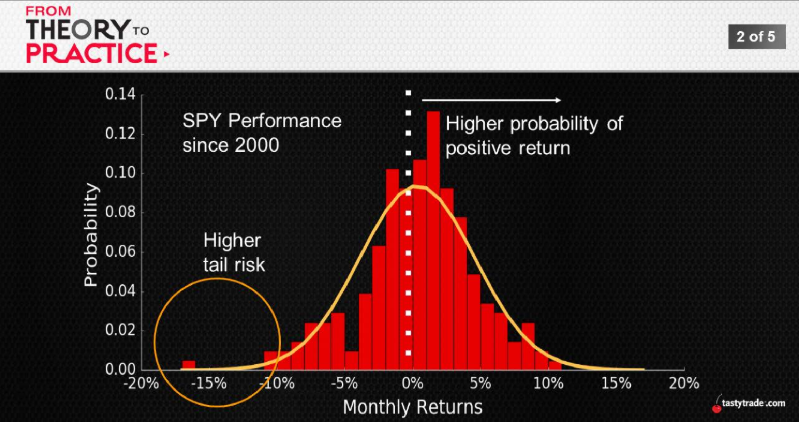 FROM
THEORY TO
PRACTICE
2 of 5
SPY Performance
since 2000
Higher probability of
positive return
Higher
tail risk
Probability
0.14
0.12
0.10
0.08
0.06
0.04
0.02
0.00
-20%
-15%
-10%
-5%
0%
5%
10%
15%
20%
Monthly Returns
tastytrade.com